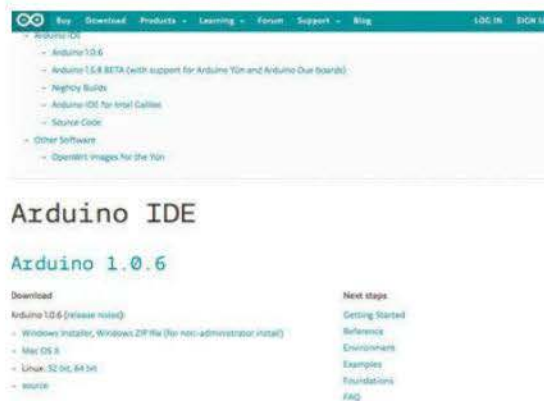 Buy Download Products Learning Forum Support Blog LOG IN SIGN
Arduino IDE
- Arduino 1.0.6
BETA (with support for Arduino Yún and Arduino Due boards)
- Nightly Builds
- Arduino IDE for Intel Galileo
- Source Code
- Other Software
- OpenWrt images for the Yún
Arduino IDE
Arduino 1.0.6
Download
Arduino 1.0.6 (release notes):
- Windows Installer, Windows ZIP file (for non-administrator install)
- Mac OS X
- Linux: 32 bit, 64 bit
- source
Next steps
Getting Started
Reference
Environment
Examples
Foundations
FAQ